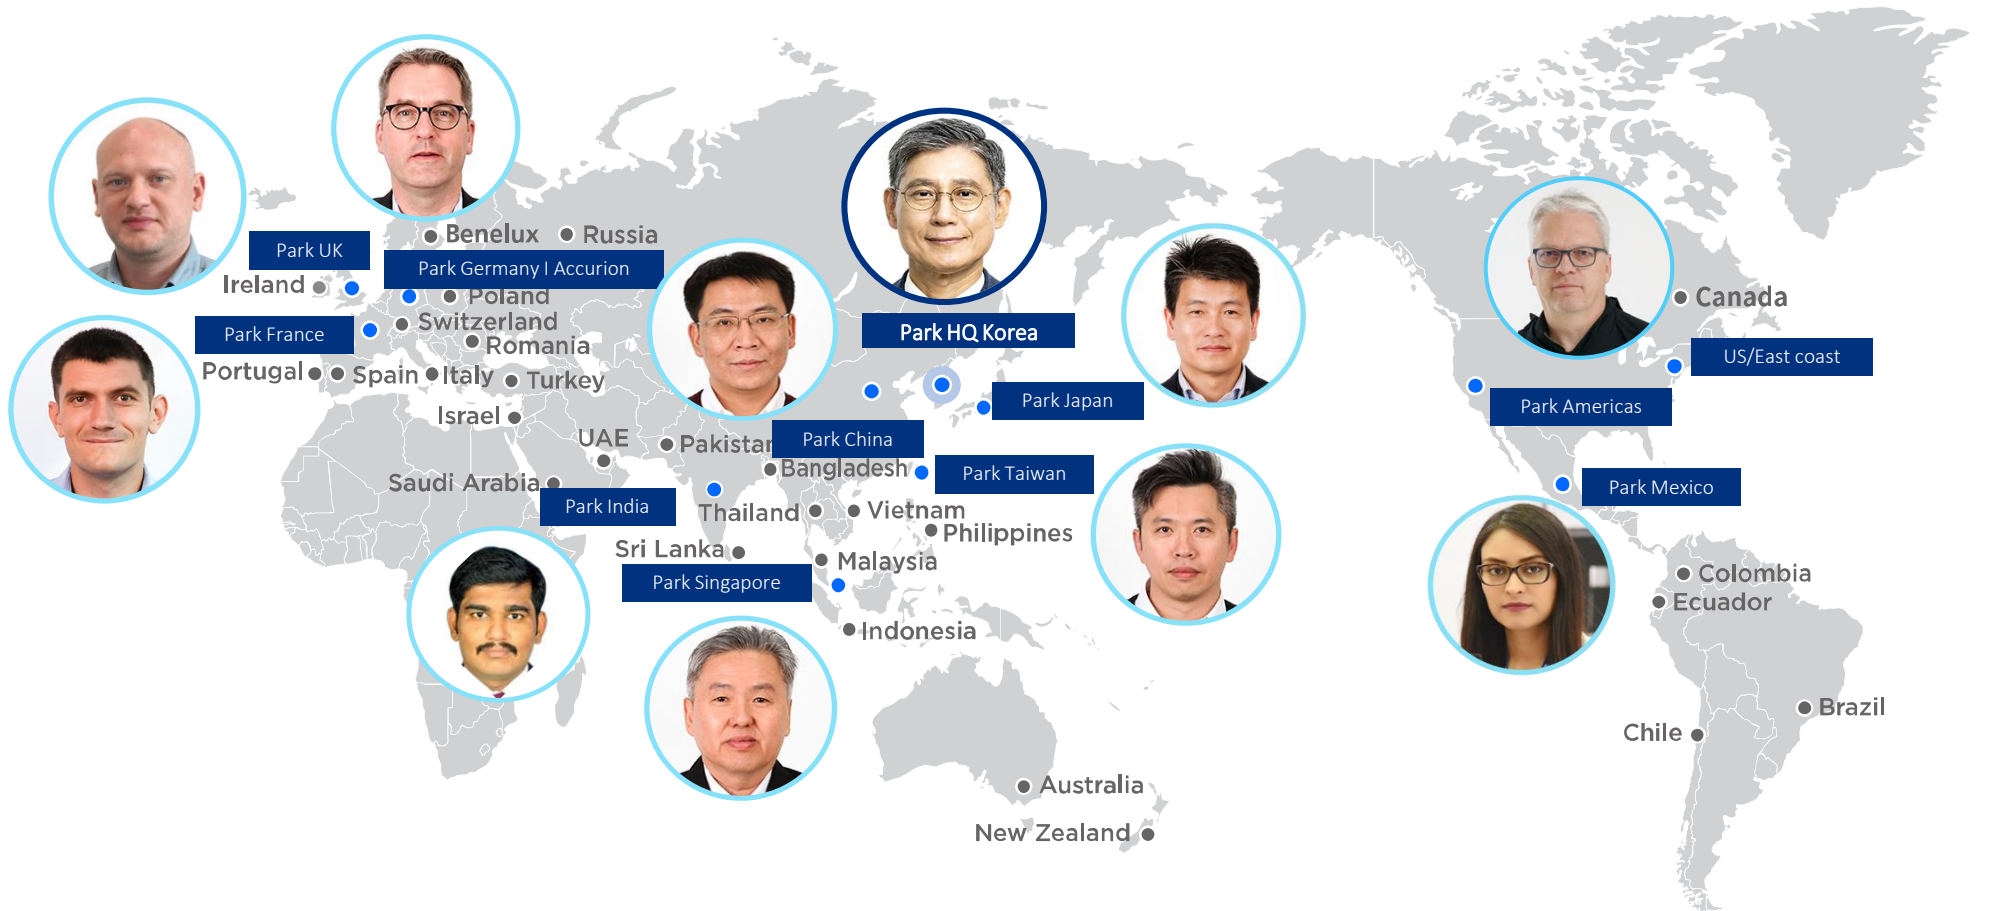 Benelux
Russia
Park UK
Park Germany I Accurion
Ireland
Poland
Canada
Park France
Switzerland
Park HQ Korea
Romania
US/East coast
Portugal
Spain
Italy
Turkey
Park Japan
Park Americas
Israel
UAE
Pakistan
Park China
Bangladesh
Park Taiwan
Saudi Arabia
Park India
Park Mexico
Thailand
Vietnam
Philippines
Sri Lanka
Malaysia
Park Singapore
Colombia
Ecuador
Indonesia
Brazil
Chile
Australia
New Zealand